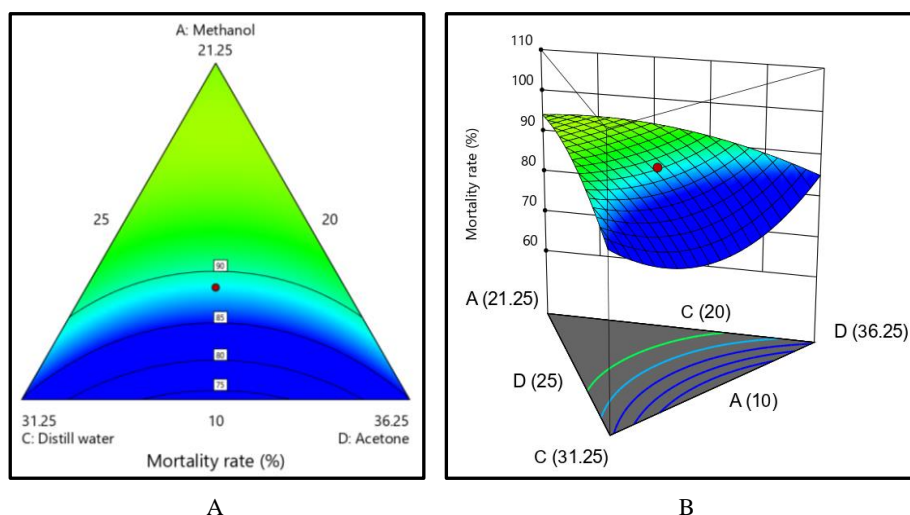 A: Methanol
21.25
25
20
90
85
80
75
31.25
10
36.25
C: Distill water
D: Acetone
Mortality rate (%)
A
110
100
90
80
70
60
Mortality rate (%)
A (21.25)
C (20)
D (36.25)
D (25)
A (10)
C (31.25)
B